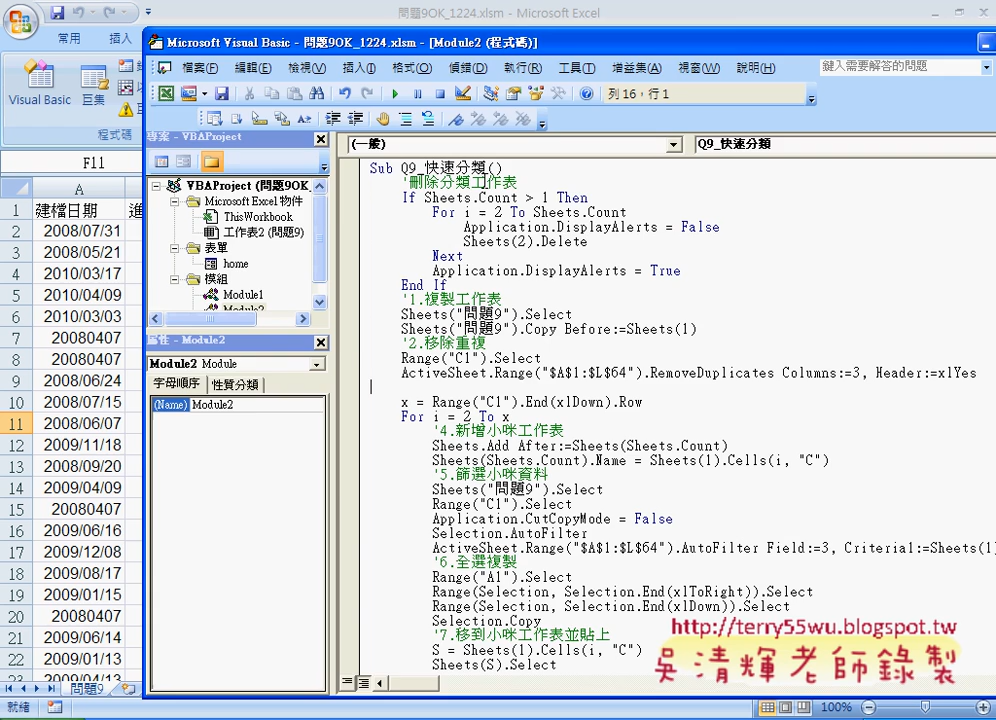 問題9OK_1224.xlsm - Microsoft Excel
常用
插入
Visual Basic
巨集
程式碼
F11
Microsoft Visual Basic - 問題9OK_1224.xlsm - [Module2 (程式碼)]
檔案(F) 編輯(E) 檢視(V) 插入(I) 格式(O) 偵錯(D) 執行(R) 工具(T) 增益集(A) 視窗(W) 說明(H)
鍵入需要解答的問題
列 16，行 1
專案 - VBAProject
VBAProject (問題9OK_
Microsoft Excel 物件
ThisWorkbook
工作表2 (問題9)
表單
home
模組
Module1
Module2
屬性 - Module2
Module2 Module
字母順序 性質分類
(Name) Module2
(一般)
Q9_快速分類
Sub Q9_快速分類()
'刪除分類工作表
If Sheets.Count > 1 Then
For i = 2 To Sheets.Count
Application.DisplayAlerts = False
Sheets(2).Delete
Next
Application.DisplayAlerts = True
End If
'1.複製工作表
Sheets("問題9").Select
Sheets("問題9").Copy Before:=Sheets(1)
'2.移除重複
Range("C1").Select
ActiveSheet.Range("$A$1:$L$64").RemoveDuplicates Columns:=3, Header:=xlYes
x = Range("C1").End(xlDown).Row
For i = 2 To x
'4.新增小咪工作表
Sheets.Add After:=Sheets(Sheets.Count)
Sheets(Sheets.Count).Name = Sheets(1).Cells(i, "C")
'5.篩選小咪資料
Sheets("問題9").Select
Range("C1").Select
Application.CutCopyMode = False
Selection.AutoFilter
ActiveSheet.Range("$A$1:$L$64").AutoFilter Field:=3, Criteria1:=Sheets(1)
'6.全選複製
Range("A1").Select
Range(Selection, Selection.End(xlToRight)).Select
Range(Selection, Selection.End(xlDown)).Select
Selection.Copy
'7.移到小咪工作表並貼上
S = Sheets(1).Cells(i, "C")
Sheets(S).Select
A
1 建檔日期 進
2 2008/07/31
3 2008/05/21
4 2010/03/17
5 2010/04/09
6 2010/03/03
7 20080407
8 20080407
9 2008/06/24
10 2008/07/15
11 2008/06/07
12 2009/11/18
13 2008/09/20
14 2009/04/09
15 20080407
16 2009/06/16
17 2009/12/08
18 2009/08/17
19 2009/01/15
20 20080407
21 2009/06/14
22 2009/01/13
23 2009/04/13
問題9
就緒
100%
http://terry55wu.blogspot.tw
吳清輝老師錄製